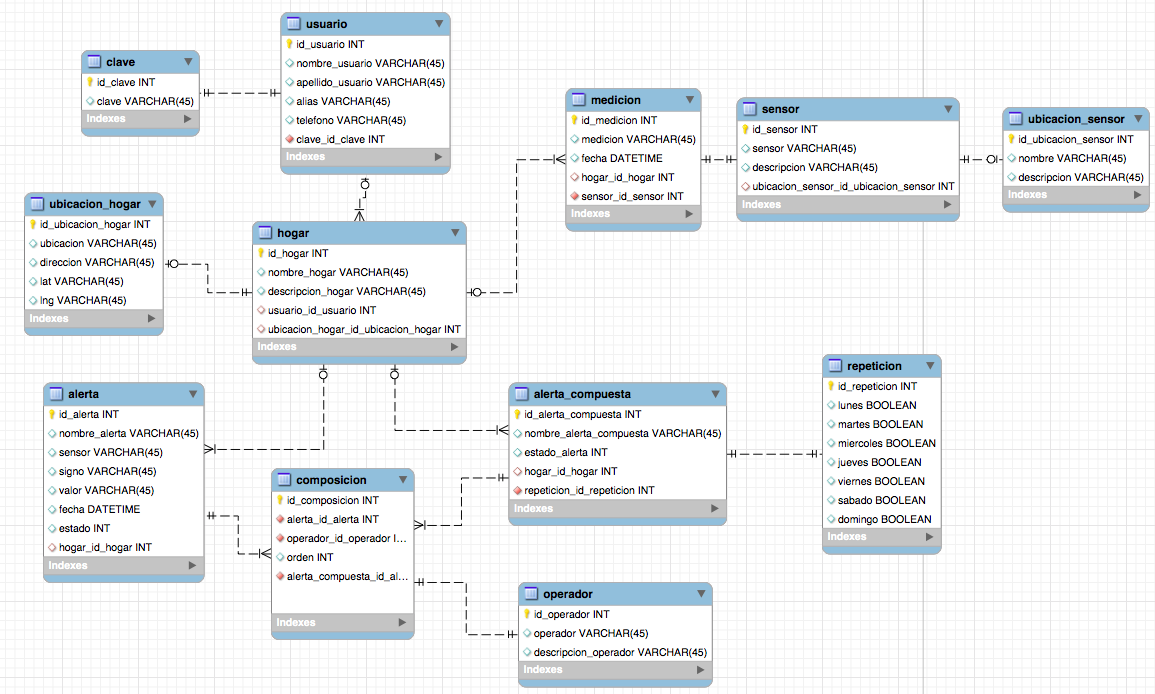 clave
id_clave INT
clave VARCHAR(45)
Indexes
usuario
id_usuario INT
nombre_usuario VARCHAR(45)
apellido_usuario VARCHAR(45)
alias VARCHAR(45)
telefono VARCHAR(45)
clave_id_clave INT
Indexes
medicion
id_medicion INT
medicion VARCHAR(45)
fecha DATETIME
hogar_id_hogar INT
sensor_id_sensor INT
Indexes
sensor
id_sensor INT
sensor VARCHAR(45)
descripcion VARCHAR(45)
ubicacion_sensor_id_ubicacion_sensor INT
Indexes
ubicacion_sensor
id_ubicacion_sensor INT
nombre VARCHAR(45)
descripcion VARCHAR(45)
Indexes
ubicacion_hogar
id_ubicacion_hogar INT
ubicacion VARCHAR(45)
direccion VARCHAR(45)
lat VARCHAR(45)
lng VARCHAR(45)
Indexes
hogar
id_hogar INT
nombre_hogar VARCHAR(45)
descripcion_hogar VARCHAR(45)
usuario_id_usuario INT
ubicacion_hogar_id_ubicacion_hogar INT
Indexes
alerta
id_alerta INT
nombre_alerta VARCHAR(45)
sensor VARCHAR(45)
signo VARCHAR(45)
valor VARCHAR(45)
fecha DATETIME
estado INT
hogar_id_hogar INT
Indexes
composicion
id_composicion INT
alerta_id_alerta INT
operador_id_operador I...
orden INT
alerta_compuesta_id_al...
Indexes
alerta_compuesta
id_alerta_compuesta INT
nombre_alerta_compuesta VARCHAR(45)
estado_alerta INT
hogar_id_hogar INT
repeticion_id_repeticion INT
Indexes
repeticion
id_repeticion INT
lunes BOOLEAN
martes BOOLEAN
miercoles BOOLEAN
jueves BOOLEAN
viernes BOOLEAN
sabado BOOLEAN
domingo BOOLEAN
Indexes
operador
id_operador INT
operador VARCHAR(45)
descripcion_operador VARCHAR(45)
Indexes